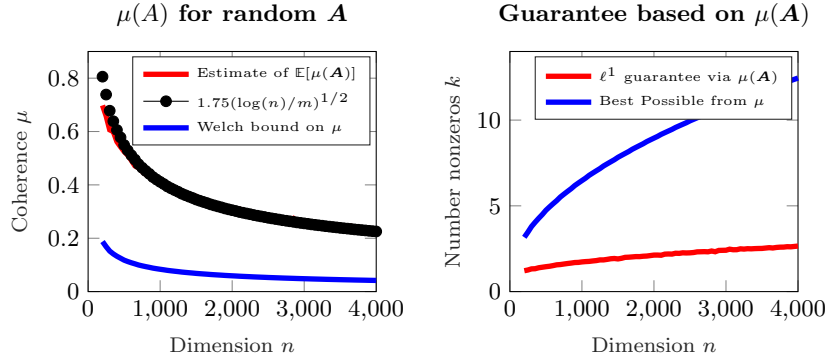 μ(A) for random A
Coherence μ
0.8
0.6
0.4
0.2
0
Estimate of 𝔼[μ(A)]
1.75(log(n)/m)^{1/2}
Welch bound on μ
0 1,000 2,000 3,000 4,000
Dimension n
Guarantee based on μ(A)
Number nonzeros k
10
5
0
ℓ¹ guarantee via μ(A)
Best Possible from μ
0 1,000 2,000 3,000 4,000
Dimension n